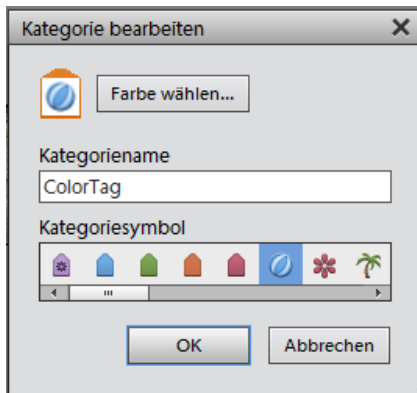 Kategorie bearbeiten
Farbe wählen...
Kategoriename
ColorTag
Kategoriesymbol
OK
Abbrechen